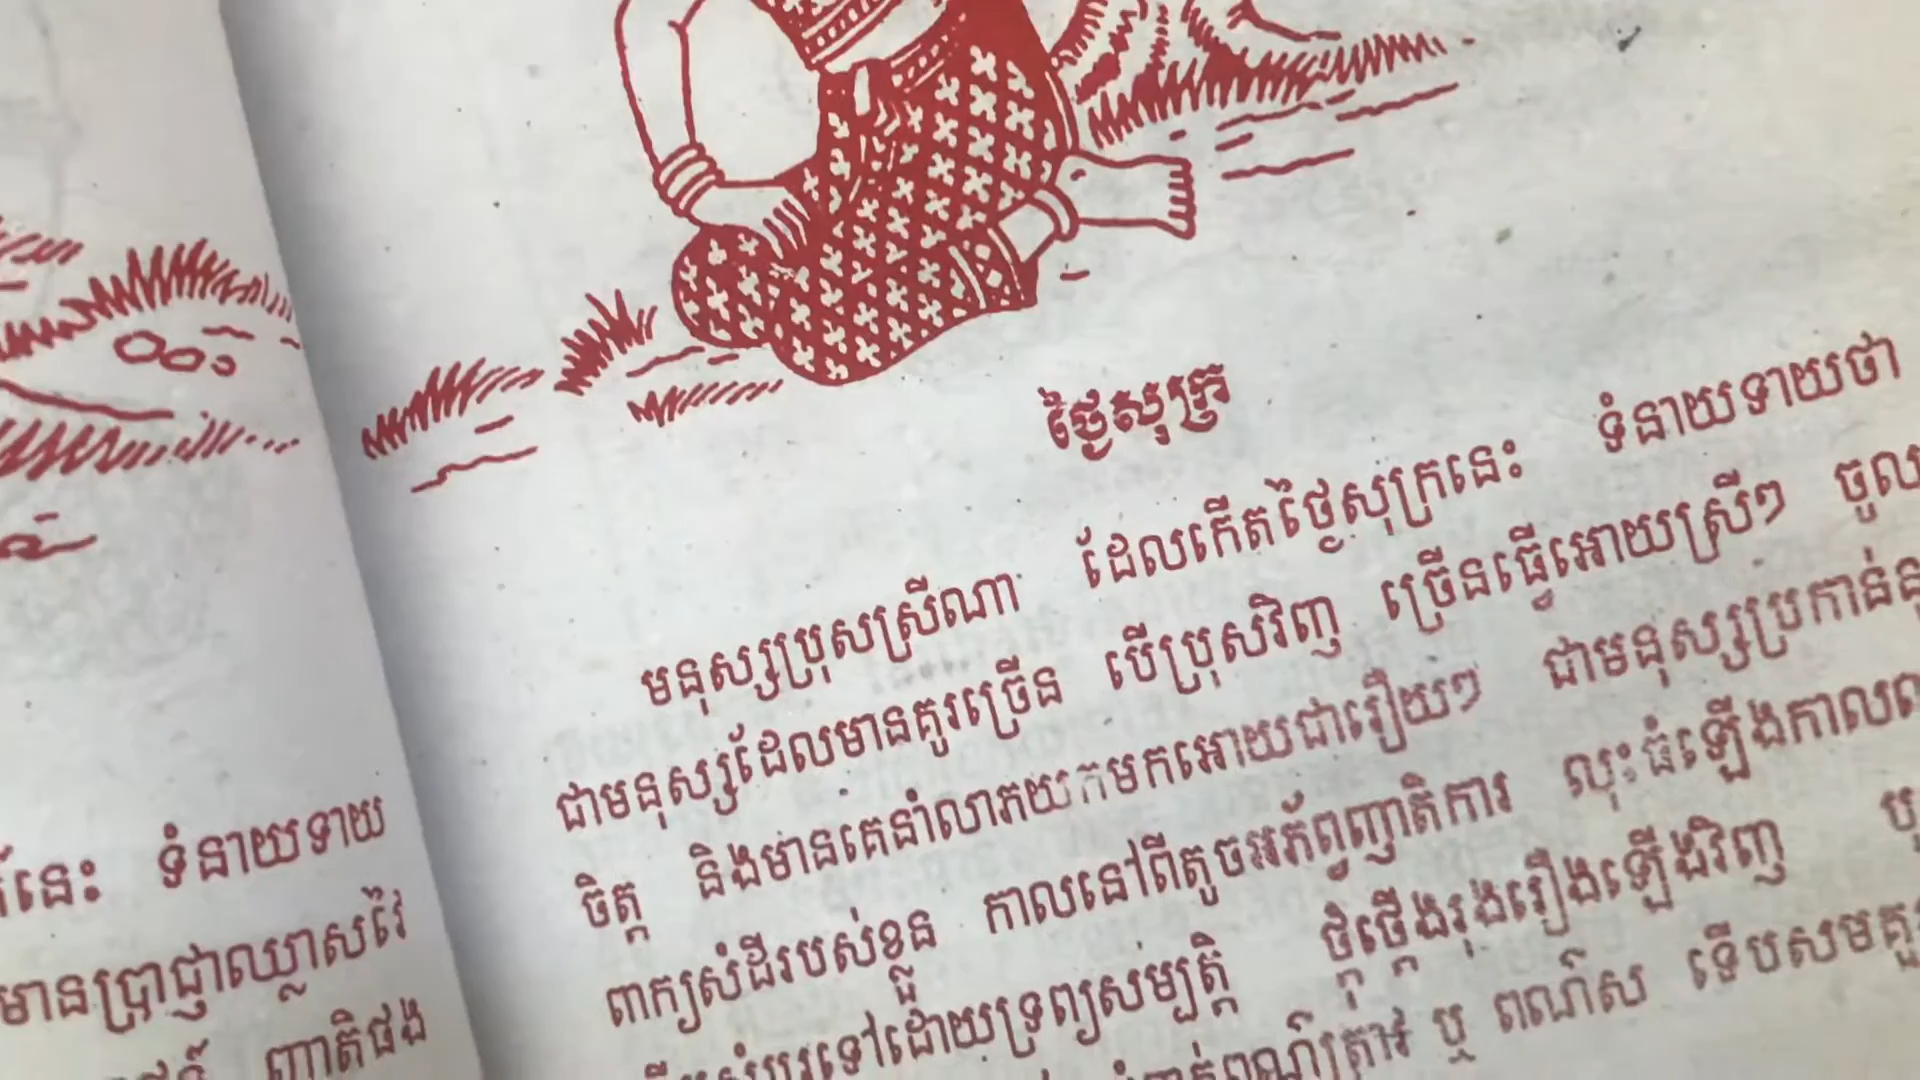 ថ្ងៃសុក្រ
មនុស្សប្រុសស្រីណា ដែលកើតថ្ងៃសុក្រនេះ ទំនាយទាយថា
ជាមនុស្សដែលមានគូរច្រើន បើប្រុសវិញ ច្រើនធ្វើអោយស្រីៗ ចូល
ចិត្ត និងមានគេនាំលាភយកមកអោយជារឿយៗ ជាមនុស្សប្រកាន់
ពាក្យសំដីរបស់ខ្លួន កាលនៅពីតូចអភ័ព្វញាតិការ លុះធំឡើងកាល
ទៅដោយទ្រព្យសម្បត្តិ ថ្កុំថ្កើងរុងរឿងឡើងវិញ
ពណ៌ត្រាវ ឬ ពណ៌ស ទើបសមគួរ
នេះ ទំនាយទាយ
មានប្រាជ្ញាឈ្លាសវៃ
ញាតិផង